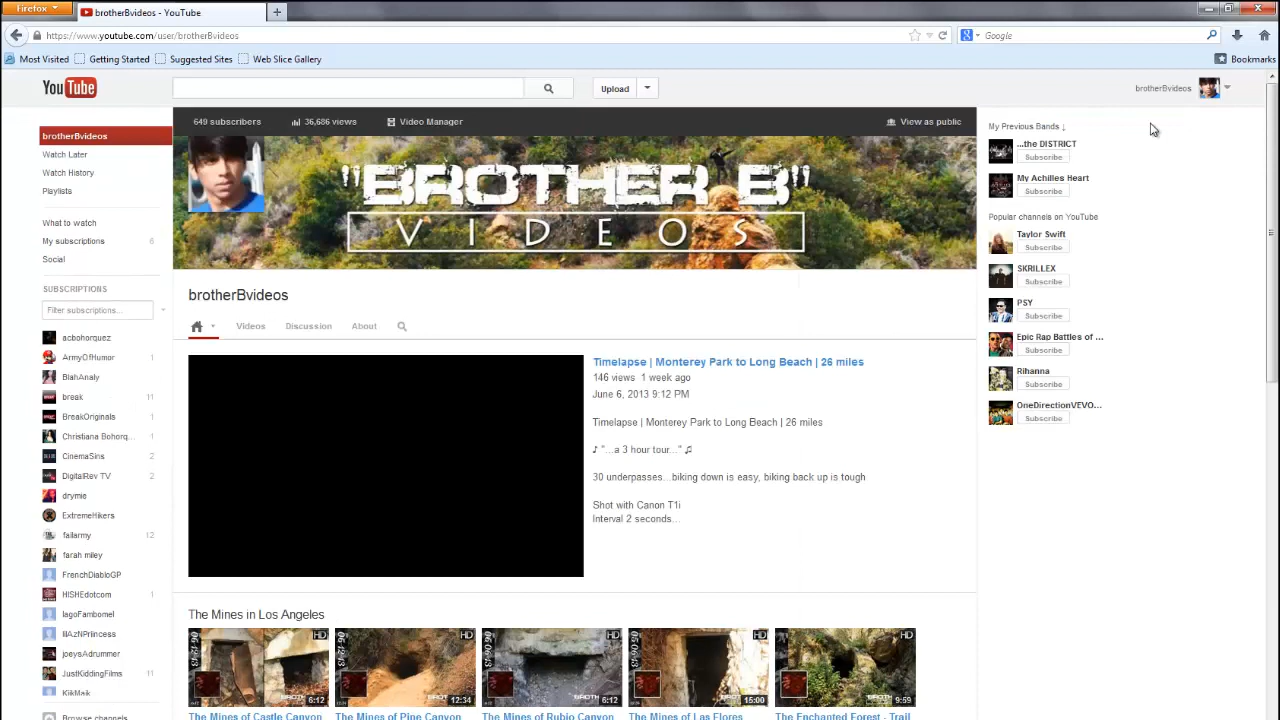 Firefox
brotherBvideos - YouTube
https://www.youtube.com/user/brotherBvideos
Google
Most Visited
Getting Started
Suggested Sites
Web Slice Gallery
Bookmarks
YouTube
Upload
brotherBvideos
brotherBvideos
Watch Later
Watch History
Playlists
What to watch
My subscriptions 6
Social
SUBSCRIPTIONS
Filter subscriptions...
acbohorquez
ArmyOfHumor 1
BlahAnaly
break 11
BreakOriginals 1
Christiana Bohorq... 1
CinemaSins 2
DigitalRev TV 2
drymie
ExtremeHikers
failarmy 12
farah miley
FrenchDiabloGP
HISHEdotcom 1
IagoFambomel
lilAzNPriincess
joeysAdrummer
JustKiddingFilms 11
KikMaik
Browse channels
649 subscribers
36,686 views
Video Manager
View as public
"BROTHER B"
VIDEOS
brotherBvideos
Videos
Discussion
About
Timelapse | Monterey Park to Long Beach | 26 miles
146 views 1 week ago
June 6, 2013 9:12 PM
Timelapse | Monterey Park to Long Beach | 26 miles
♪ "...a 3 hour tour..." ♫
30 underpasses...biking down is easy, biking back up is tough
Shot with Canon T1i
Interval 2 seconds...
The Mines in Los Angeles
06:12:13
HD
6:12
The Mines of Castle Canyon
HD
12:34
The Mines of Pine Canyon
HD
6:12
The Mines of Rubio Canyon
HD
15:00
The Mines of Las Flores
HD
9:59
The Enchanted Forest - Trail
My Previous Bands ↓
...the DISTRICT
Subscribe
My Achilles Heart
Subscribe
Popular channels on YouTube
Taylor Swift
Subscribe
SKRILLEX
Subscribe
PSY
Subscribe
Epic Rap Battles of ...
Subscribe
Rihanna
Subscribe
OneDirectionVEVO...
Subscribe